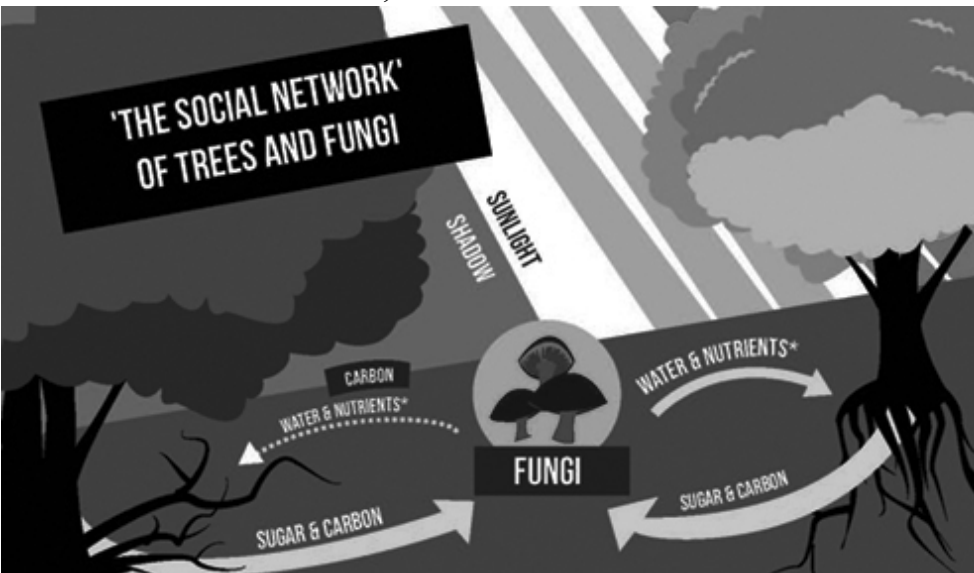 'THE SOCIAL NETWORK'
OF TREES AND FUNGI
SUNLIGHT
SHADOW
CARBON
WATER & NUTRIENTS*
WATER & NUTRIENTS*
FUNGI
SUGAR & CARBON
SUGAR & CARBON